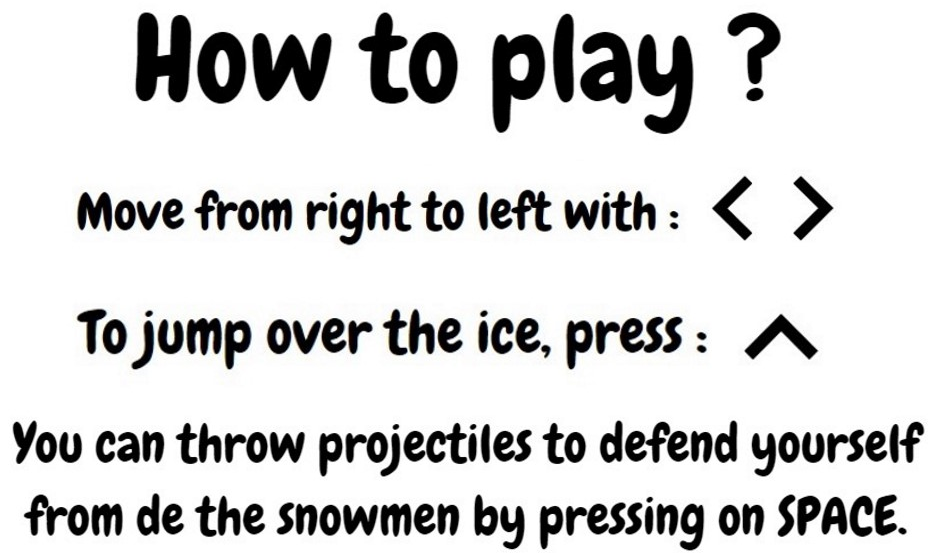 How to play ?
Move from right to left with : < >
To jump over the ice, press : ^
You can throw projectiles to defend yourself
from de the snowmen by pressing on SPACE.